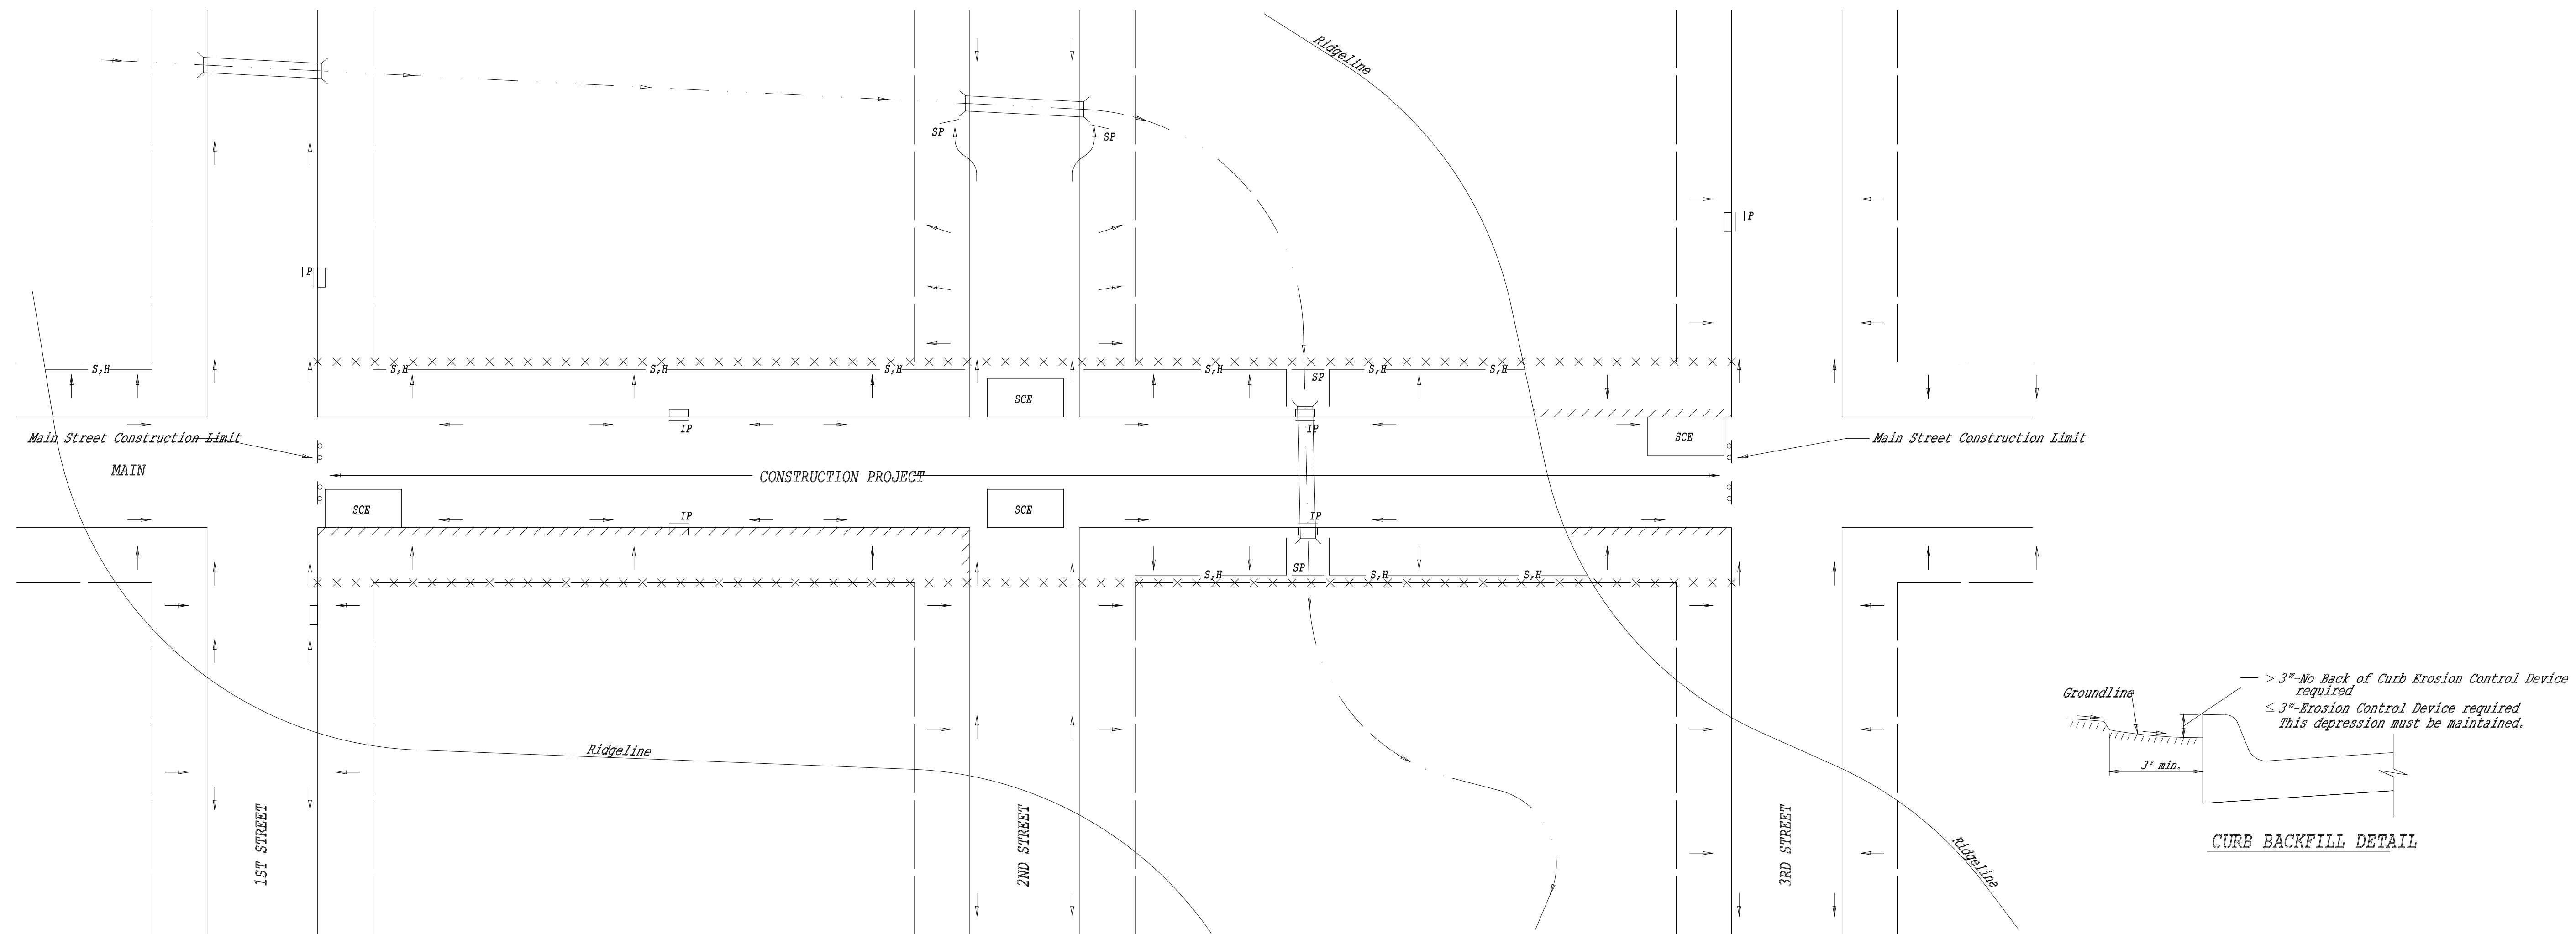 Ridgeline
SP
SP
IP
IP
S,H
S,H
S,H
S,H
S,H
SP
S,H
S,H
SCE
IP
IP
SCE
Main Street Construction Limit
Main Street Construction Limit
MAIN
CONSTRUCTION PROJECT
SCE
SCE
IP
IP
S,H
SP
S,H
S,H
Ridgeline
1ST STREET
2ND STREET
3RD STREET
Ridgeline
Groundline
> 3"-No Back of Curb Erosion Control Device
required
≤ 3"-Erosion Control Device required
This depression must be maintained.
3' min.
CURB BACKFILL DETAIL